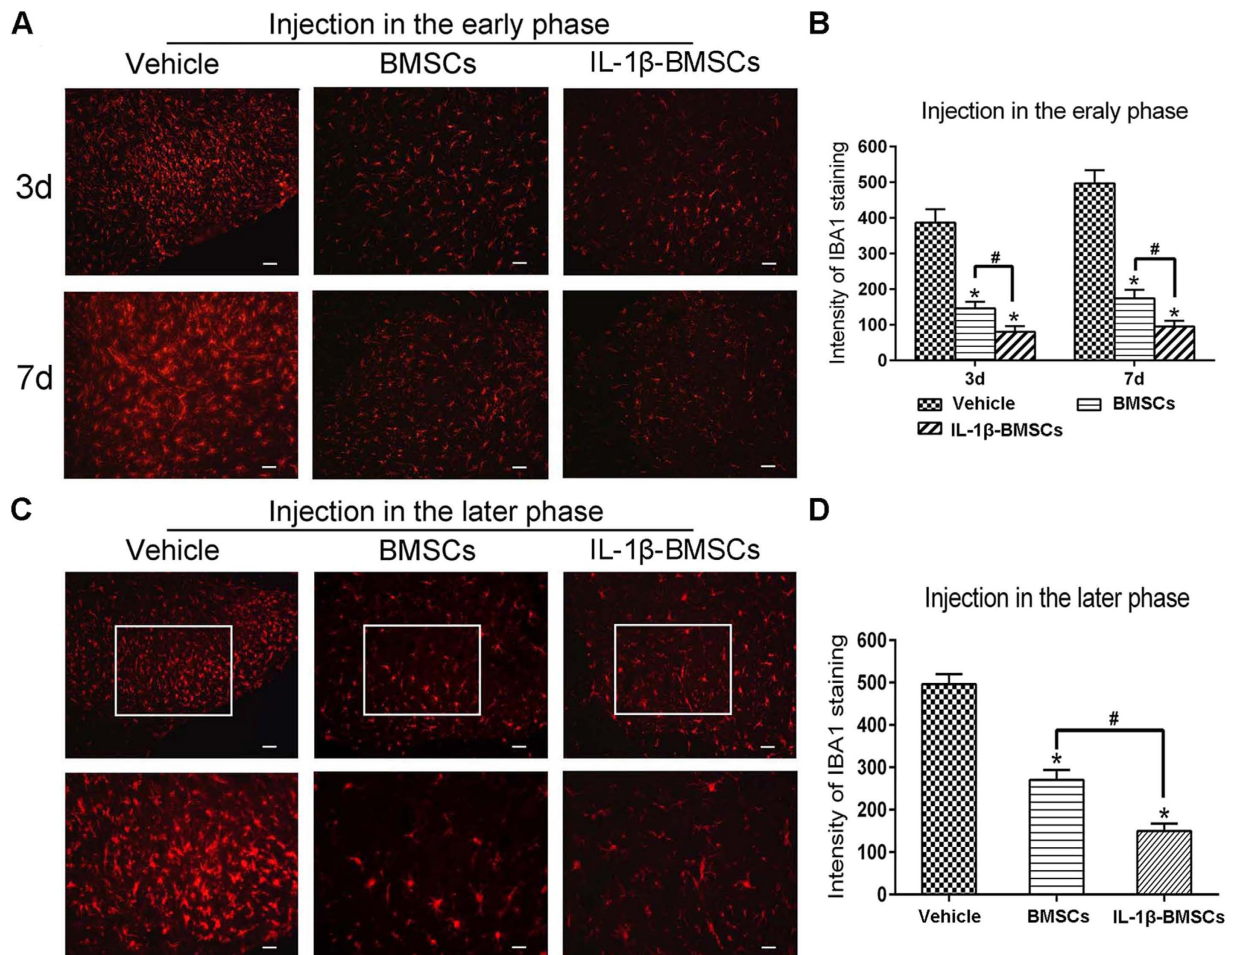 A
Injection in the early phase
Vehicle
BMSCs
IL-1β-BMSCs
3d
7d
B
Injection in the eraly phase
Intensity of IBA1 staining
600
500
400
300
200
100
0
#
*
*
#
*
*
3d
7d
Vehicle
BMSCs
IL-1β-BMSCs
C
Injection in the later phase
Vehicle
BMSCs
IL-1β-BMSCs
D
Injection in the later phase
Intensity of IBA1 staining
600
500
400
300
200
100
0
#
*
*
Vehicle
BMSCs
IL-1β-BMSCs